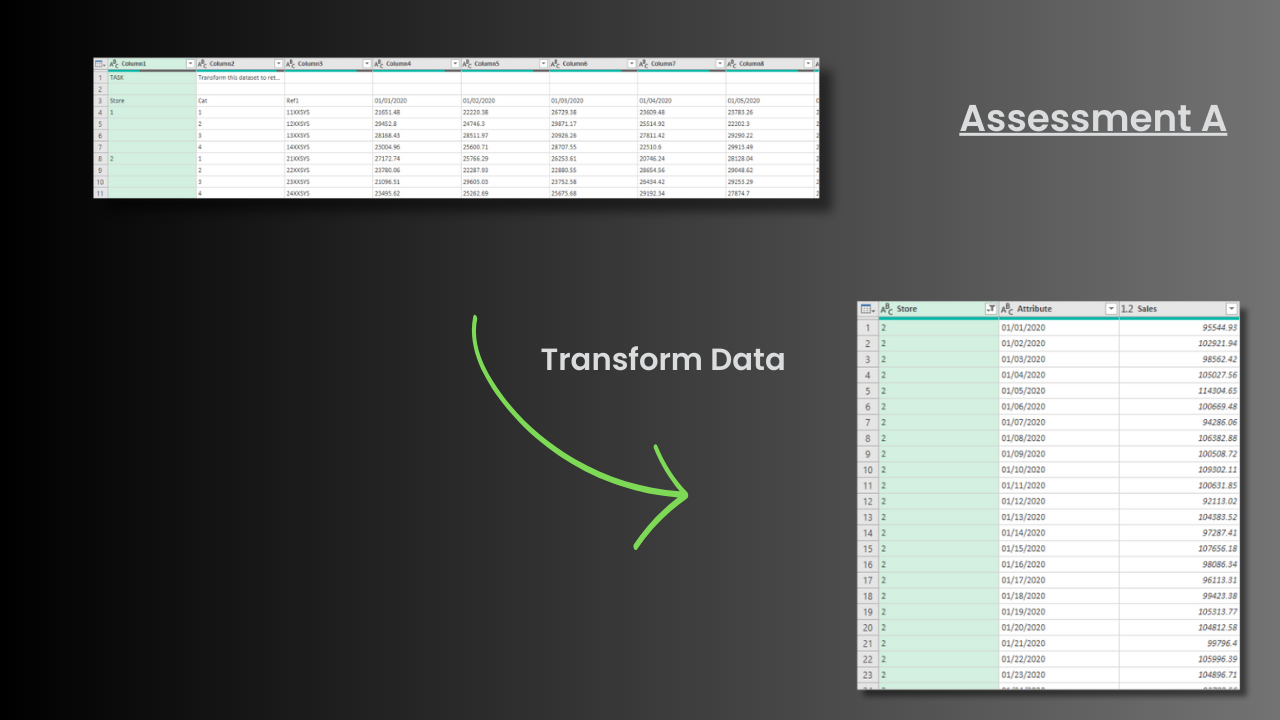 Column1 Column2 Column3 Column4 Column5 Column6 Column7 Column8
1 TASK Transform this dataset to ret...
2
3 Store Cat Ref1 01/01/2020 01/02/2020 01/03/2020 01/04/2020 01/05/2020
4 1 1 11XXSYS 21651.48 22220.38 26729.38 23609.48 23783.26
5 2 12XXSYS 29452.8 24746.3 29871.17 25514.92 22202.3
6 3 13XXSYS 28168.43 28511.97 20926.26 27811.42 29290.22
7 4 14XXSYS 23004.96 25600.71 28707.55 22510.6 29915.49
8 2 1 21XXSYS 27172.74 25766.29 26253.61 20746.24 28128.04
9 2 22XXSYS 23780.06 22287.93 22880.55 28654.56 29048.62
10 3 23XXSYS 21096.51 29605.03 23752.58 26434.42 29253.29
11 4 24XXSYS 23495.62 25262.69 25675.68 29192.34 27874.7
Assessment A
Transform Data
Store Attribute 1.2 Sales
1 2 01/01/2020 95544.93
2 2 01/02/2020 102921.94
3 2 01/03/2020 98562.42
4 2 01/04/2020 105027.56
5 2 01/05/2020 114304.65
6 2 01/06/2020 100669.48
7 2 01/07/2020 94286.06
8 2 01/08/2020 106382.88
9 2 01/09/2020 100508.72
10 2 01/10/2020 109302.11
11 2 01/11/2020 100631.85
12 2 01/12/2020 92113.02
13 2 01/13/2020 104383.52
14 2 01/14/2020 97287.41
15 2 01/15/2020 107656.18
16 2 01/16/2020 98086.34
17 2 01/17/2020 96113.31
18 2 01/18/2020 99423.38
19 2 01/19/2020 105313.77
20 2 01/20/2020 104812.58
21 2 01/21/2020 99796.4
22 2 01/22/2020 105996.39
23 2 01/23/2020 104896.71